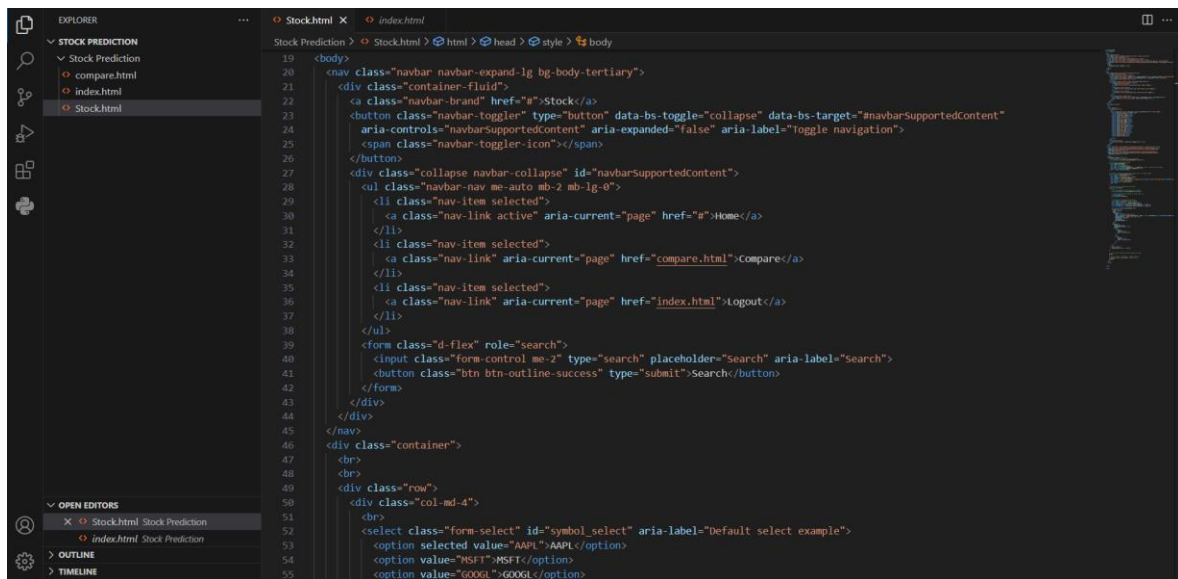 EXPLORER
STOCK PREDICTION
Stock Prediction
compare.html
index.html
Stock.html
OPEN EDITORS
Stock.html Stock Prediction
index.html Stock Prediction
OUTLINE
TIMELINE
Stock.html
index.html
Stock Prediction > Stock.html > html > head > style > body
19 <body>
20 <nav class="navbar navbar-expand-lg bg-body-tertiary">
21 <div class="container-fluid">
22 <a class="navbar-brand" href="#">Stock</a>
23 <button class="navbar-toggler" type="button" data-bs-toggle="collapse" data-bs-target="#navbarSupportedContent"
24 aria-controls="navbarSupportedContent" aria-expanded="false" aria-label="Toggle navigation">
25 <span class="navbar-toggler-icon"></span>
26 </button>
27 <div class="collapse navbar-collapse" id="navbarSupportedContent">
28 <ul class="navbar-nav me-auto mb-2 mb-lg-0">
29 <li class="nav-item selected">
30 <a class="nav-link active" aria-current="page" href="#">Home</a>
31 </li>
32 <li class="nav-item selected">
33 <a class="nav-link" aria-current="page" href="compare.html">Compare</a>
34 </li>
35 <li class="nav-item selected">
36 <a class="nav-link" aria-current="page" href="index.html">Logout</a>
37 </li>
38 </ul>
39 <form class="d-flex" role="search">
40 <input class="form-control me-2" type="search" placeholder="Search" aria-label="Search">
41 <button class="btn btn-outline-success" type="submit">Search</button>
42 </form>
43 </div>
44 </div>
45 </nav>
46 <div class="container">
47 <br>
48 <br>
49 <div class="row">
50 <div class="col-md-4">
51 <br>
52 <select class="form-select" id="symbol_select" aria-label="Default select example">
53 <option selected value="AAPL">AAPL</option>
54 <option value="MSFT">MSFT</option>
55 <option value="GOOGL">GOOGL</option>